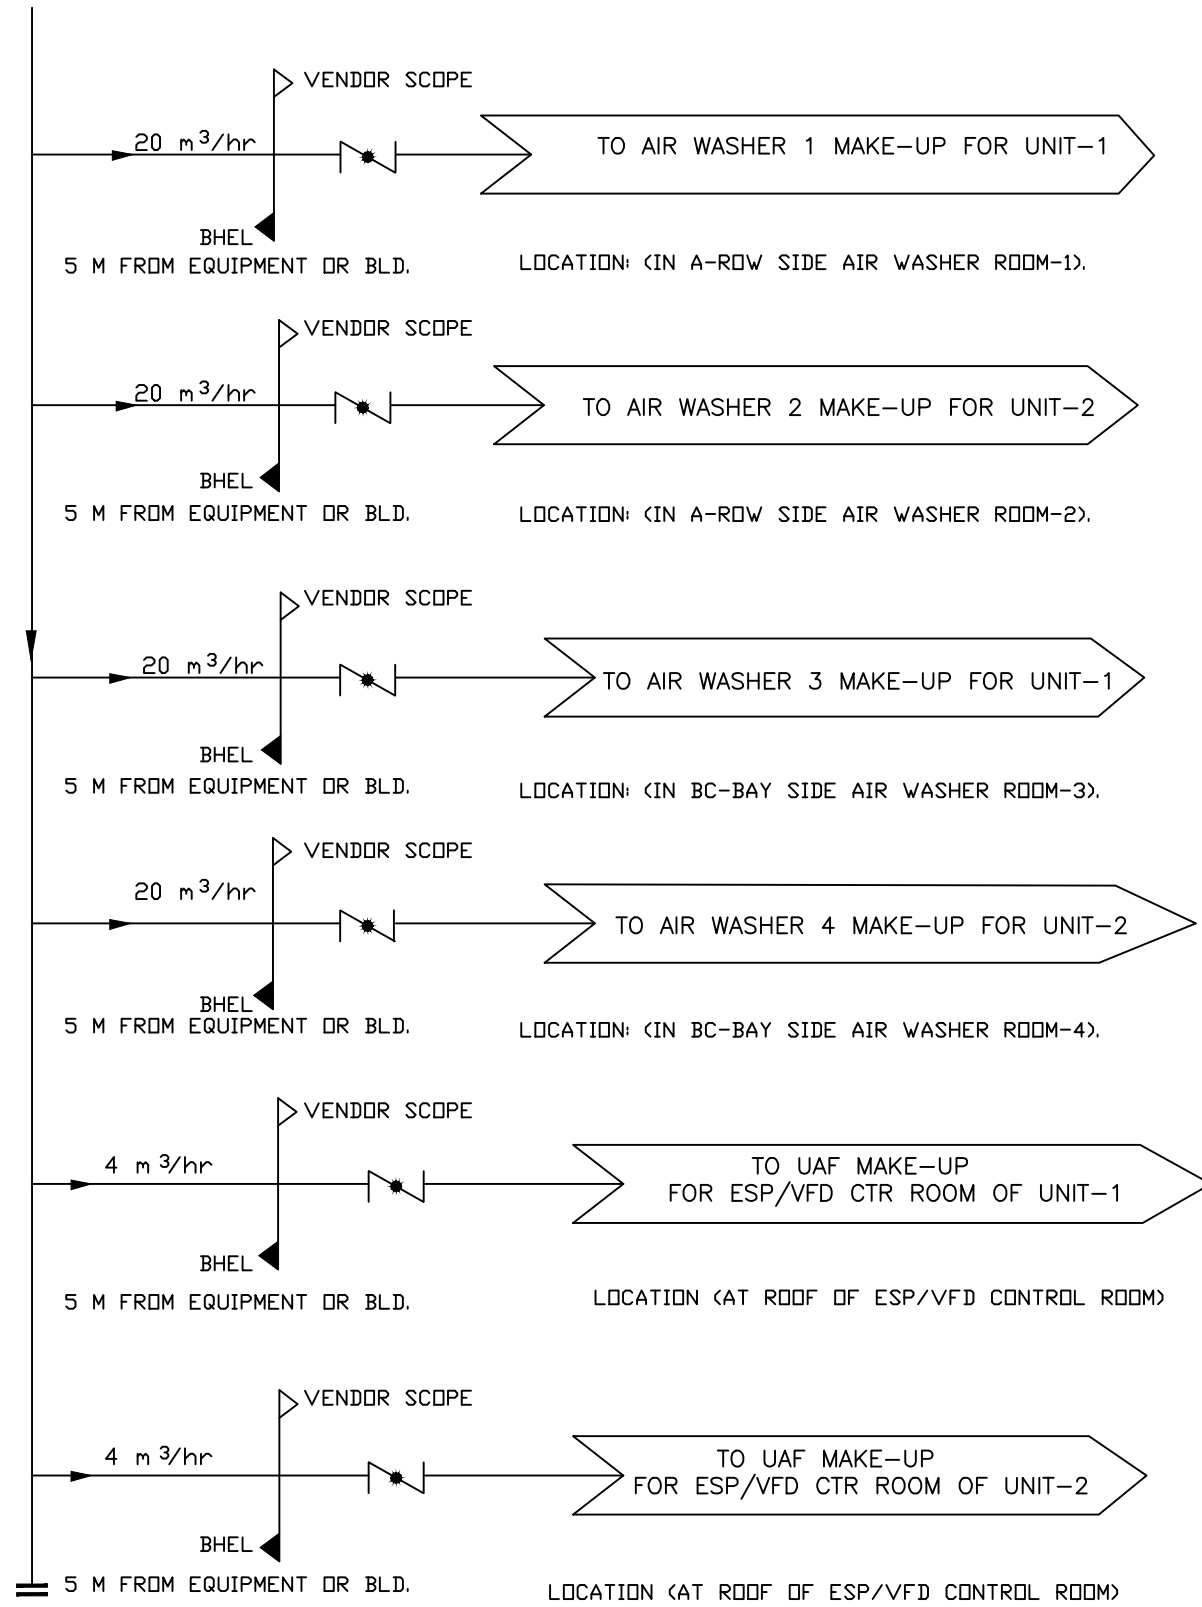 VENDOR SCOPE
20 m³/hr
TO AIR WASHER 1 MAKE-UP FOR UNIT-1
BHEL
5 M FROM EQUIPMENT OR BLD.
LOCATION: (IN A-ROW SIDE AIR WASHER ROOM-1).
VENDOR SCOPE
20 m³/hr
TO AIR WASHER 2 MAKE-UP FOR UNIT-2
BHEL
5 M FROM EQUIPMENT OR BLD.
LOCATION: (IN A-ROW SIDE AIR WASHER ROOM-2).
VENDOR SCOPE
20 m³/hr
TO AIR WASHER 3 MAKE-UP FOR UNIT-1
BHEL
5 M FROM EQUIPMENT OR BLD.
LOCATION: (IN BC-BAY SIDE AIR WASHER ROOM-3).
VENDOR SCOPE
20 m³/hr
TO AIR WASHER 4 MAKE-UP FOR UNIT-2
BHEL
5 M FROM EQUIPMENT OR BLD.
LOCATION: (IN BC-BAY SIDE AIR WASHER ROOM-4).
VENDOR SCOPE
4 m³/hr
TO UAF MAKE-UP
FOR ESP/VFD CTR ROOM OF UNIT-1
BHEL
5 M FROM EQUIPMENT OR BLD.
LOCATION (AT ROOF OF ESP/VFD CONTROL ROOM)
VENDOR SCOPE
4 m³/hr
TO UAF MAKE-UP
FOR ESP/VFD CTR ROOM OF UNIT-2
BHEL
5 M FROM EQUIPMENT OR BLD.
LOCATION (AT ROOF OF ESP/VFD CONTROL ROOM)